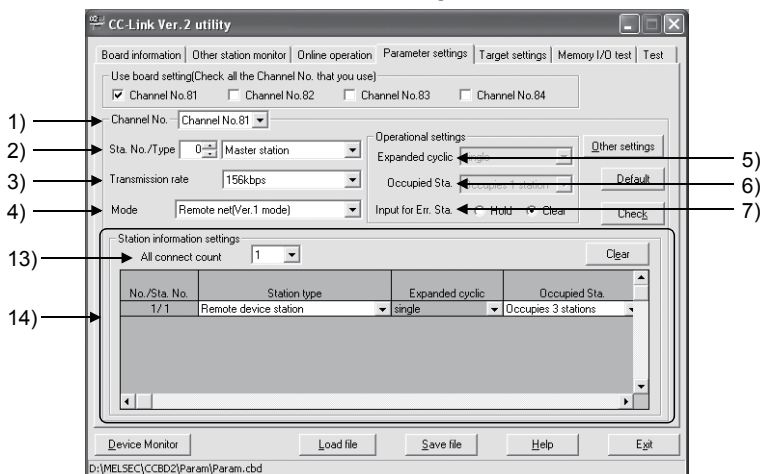 CC-Link Ver.2 utility
Board information Other station monitor Online operation Parameter settings Target settings Memory I/O test Test
Use board setting(Check all the Channel No. that you use)
Channel No.81 Channel No.82 Channel No.83 Channel No.84
1) Channel No. Channel No.81
Operational settings
2) Sta. No./Type 0 Master station Expanded cyclic single Other settings 5)
3) Transmission rate 156kbps Occupied Sta. Occupies 1 station Default 6)
4) Mode Remote net(Ver.1 mode) Input for Err. Sta. Hold Clear Check 7)
Station information settings
13) All connect count 1 Clear
No./Sta. No. Station type Expanded cyclic Occupied Sta.
14) 1/1 Remote device station single Occupies 3 stations
Device Monitor Load file Save file Help Exit
D:\MELSEC\CCBD2\Param\Param.cbd